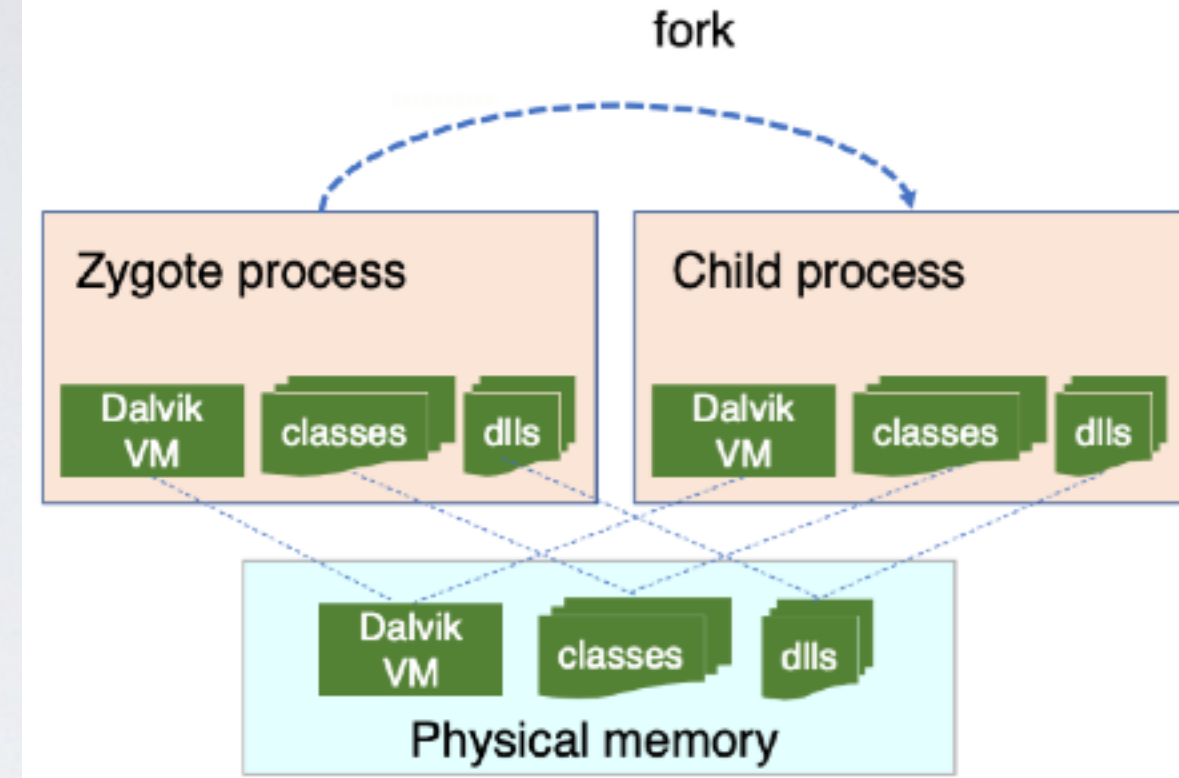 fork
Zygote process
Child process
Dalvik
VM
classes
dlls
Dalvik
VM
classes
dlls
Dalvik
VM
classes
dlls
Physical memory